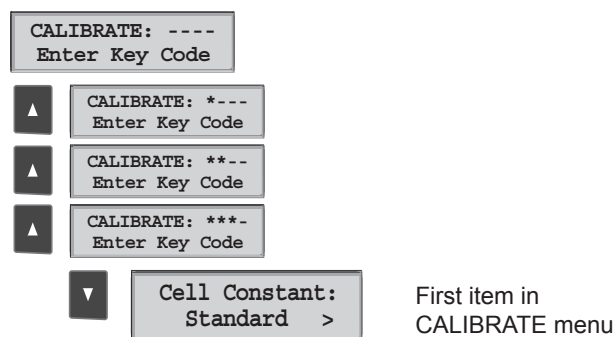 CALIBRATE: ----
Enter Key Code
CALIBRATE: *---
Enter Key Code
CALIBRATE: **--
Enter Key Code
CALIBRATE: ***-
Enter Key Code
Cell Constant:
Standard >
First item in
CALIBRATE menu